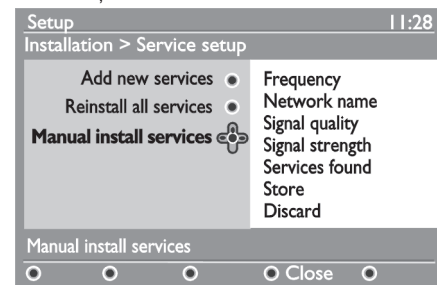 Setup 11:28
Installation > Service setup
Add new services
Reinstall all services
Manual install services
Frequency
Network name
Signal quality
Signal strength
Services found
Store
Discard
Manual install services
Close